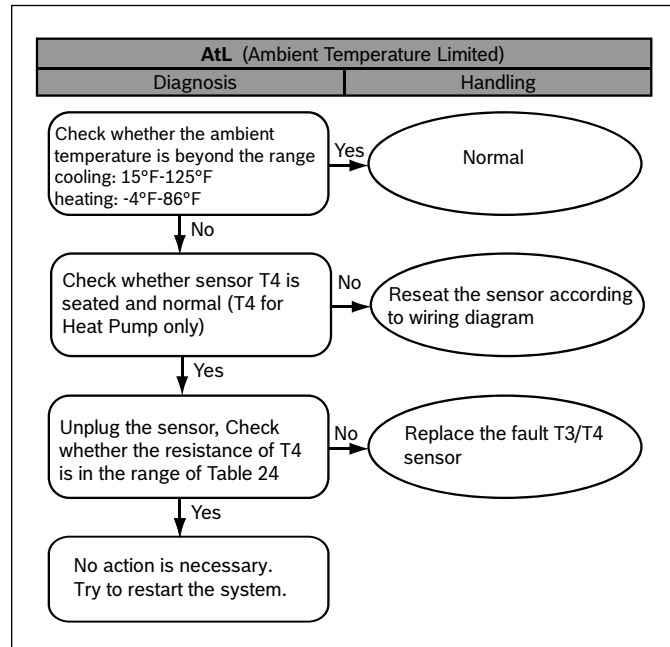 AtL (Ambient Temperature Limited)
Diagnosis
Handling
Check whether the ambient
temperature is beyond the range
cooling: 15°F-125°F
heating: -4°F-86°F
Yes
Normal
No
Check whether sensor T4 is
seated and normal (T4 for
Heat Pump only)
No
Reseat the sensor according
to wiring diagram
Yes
Unplug the sensor, Check
whether the resistance of T4
is in the range of Table 24
No
Replace the fault T3/T4
sensor
Yes
No action is necessary.
Try to restart the system.